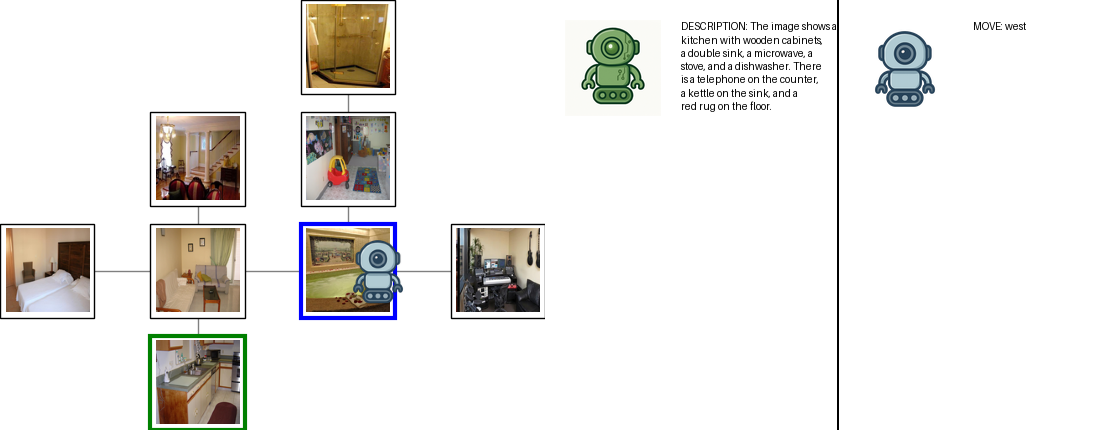 DESCRIPTION: The image shows a
kitchen with wooden cabinets,
a double sink, a microwave, a
stove, and a dishwasher. There
is a telephone on the counter,
a kettle on the sink, and a
red rug on the floor.
MOVE: west